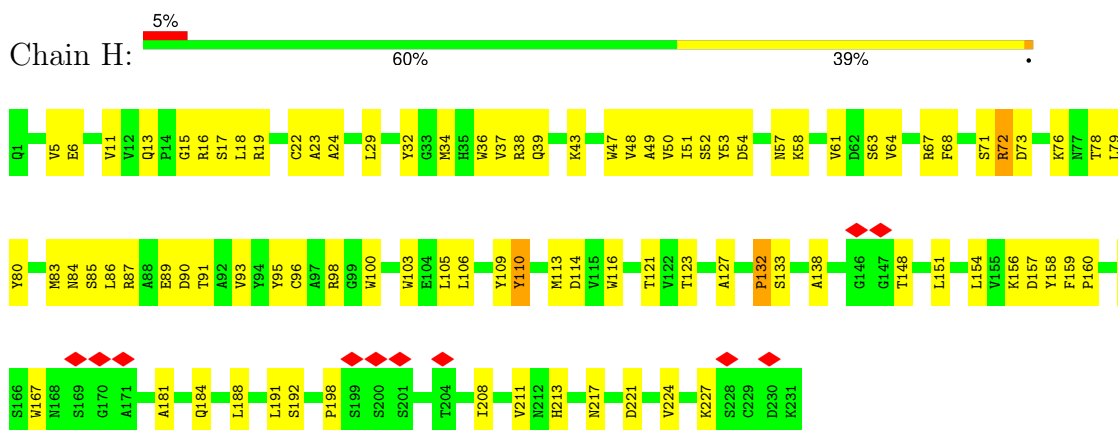 5%
Chain H:
60% 39% •
Q1 V5 E6 V11 V12 Q13 P14 G15 R16 S17 L18 R19 C22 A23 A24 L29 Y32 G33 M34 H35 W36 V37 R38 Q39 K43 W47 V48 A49 V50 I51 S52 Y53 D54 N57 K58 V61 D62 S63 V64 R67 F68 S71 R72 D73 K76 N77 T78 L79
Y80 M83 N84 S85 L86 R87 A88 E89 D90 T91 A92 V93 Y94 Y95 C96 A97 R98 G99 W100 W103 E104 L105 L106 Y109 Y110 M113 D114 V115 W116 T121 V122 T123 A127 P132 S133 A138 G146 G147 T148 L151 L154 V155 K156 D157 Y158 F159 P160
S166 W167 N168 S169 G170 A171 A181 Q184 L188 L191 S192 P198 S199 S200 S201 T204 I208 V211 N212 H213 N217 D221 V224 K227 S228 C229 D230 K231